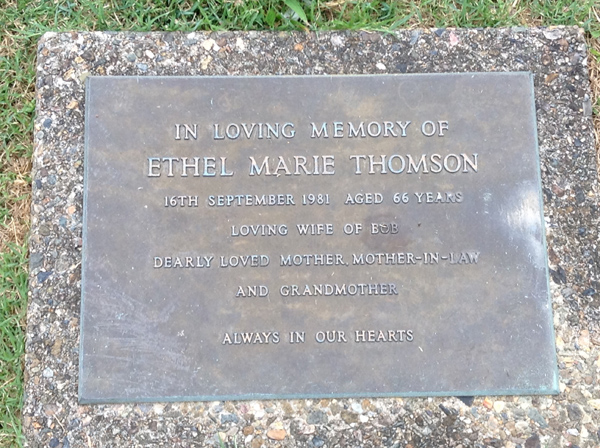 IN LOVING MEMORY OF
ETHEL MARIE THOMSON
16TH SEPTEMBER 1981 AGED 66 YEARS
LOVING WIFE OF BOB
DEARLY LOVED MOTHER, MOTHER-IN-LAW
AND GRANDMOTHER
ALWAYS IN OUR HEARTS